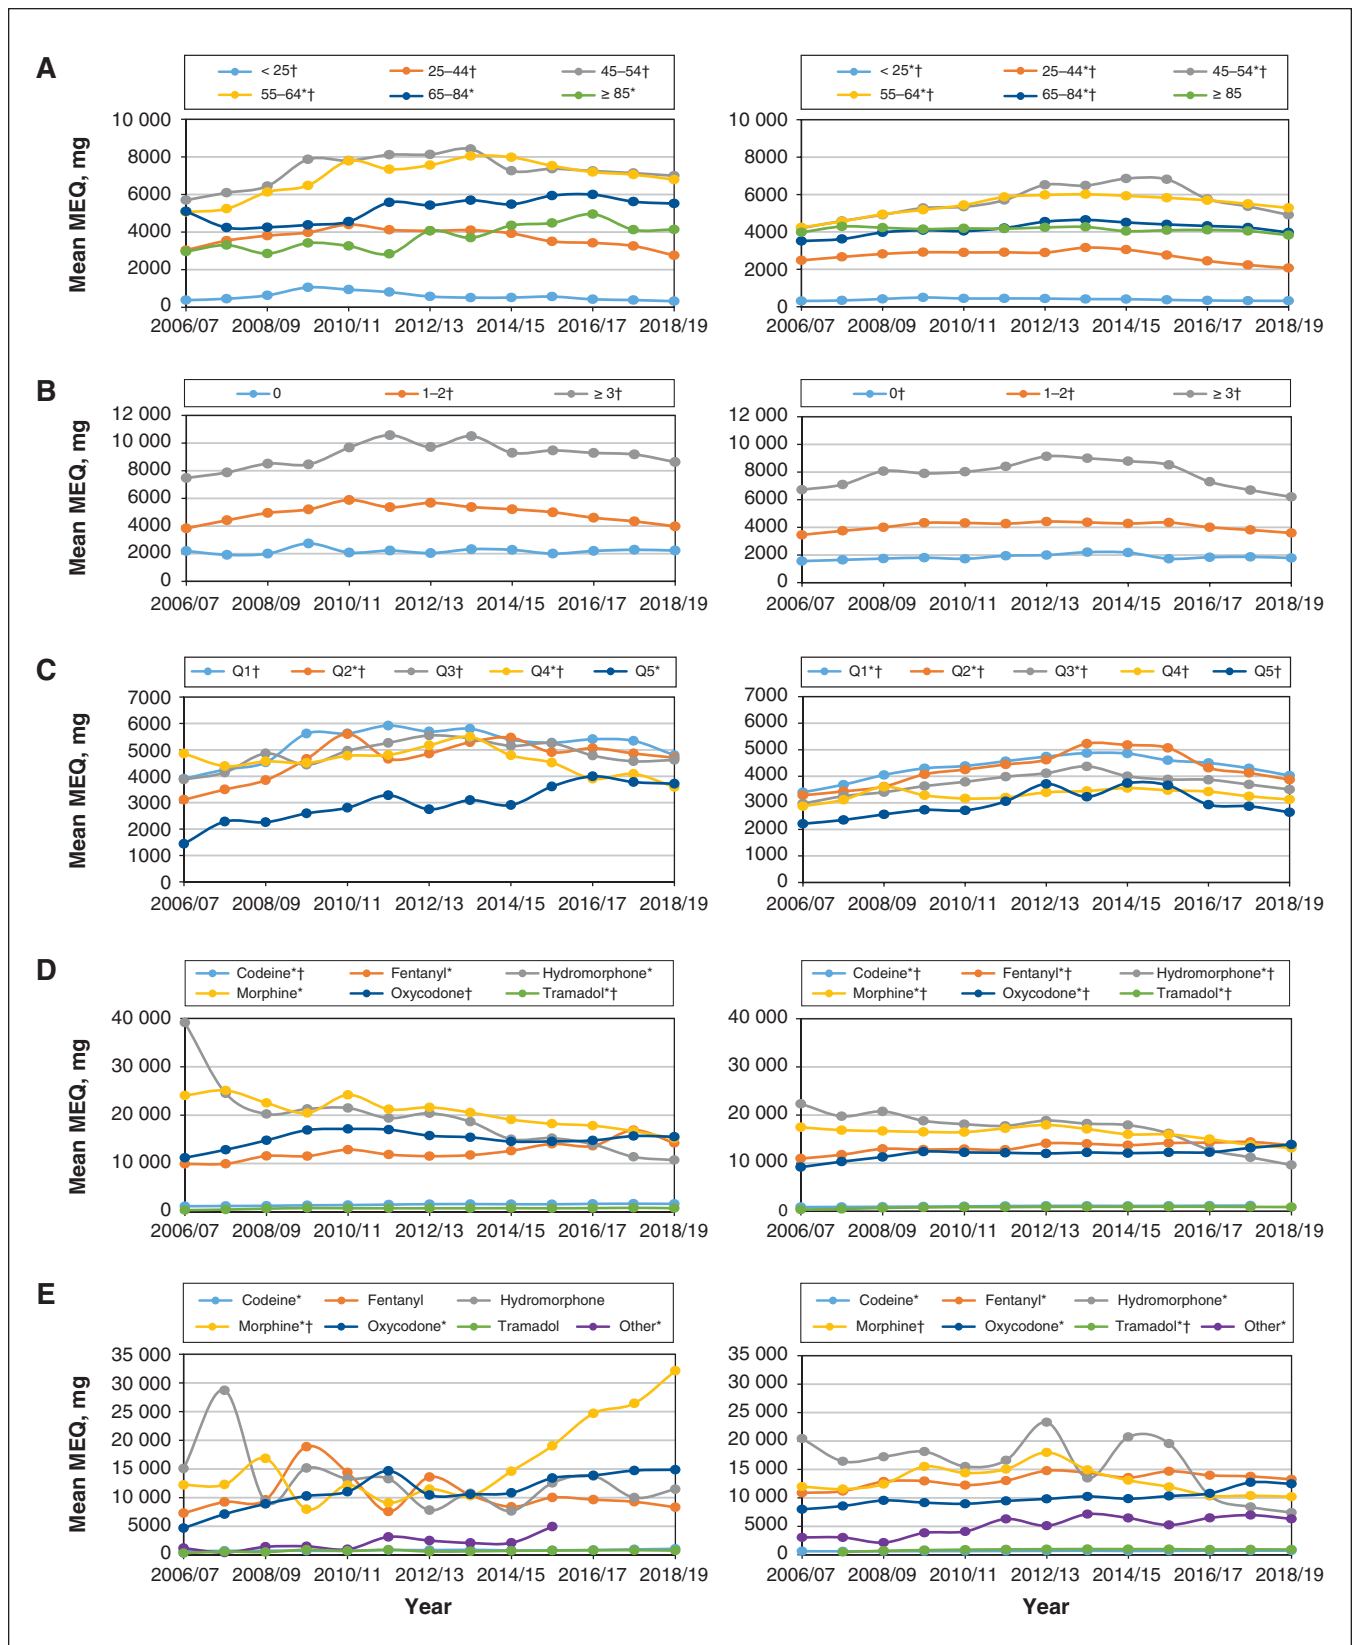 A
< 25† 25–44† 45–54†
55–64*† 65–84* ≥ 85*
Mean MEQ, mg
10 000
8000
6000
4000
2000
0
2006/07 2008/09 2010/11 2012/13 2014/15 2016/17 2018/19
< 25*† 25–44*† 45–54*†
55–64*† 65–84*† ≥ 85
10 000
8000
6000
4000
2000
0
2006/07 2008/09 2010/11 2012/13 2014/15 2016/17 2018/19
B
0 1–2† ≥ 3†
Mean MEQ, mg
12 000
10 000
8000
6000
4000
2000
0
2006/07 2008/09 2010/11 2012/13 2014/15 2016/17 2018/19
0† 1–2† ≥ 3†
12 000
10 000
8000
6000
4000
2000
0
2006/07 2008/09 2010/11 2012/13 2014/15 2016/17 2018/19
C
Q1† Q2*† Q3† Q4*† Q5*
Mean MEQ, mg
7000
6000
5000
4000
3000
2000
1000
0
2006/07 2008/09 2010/11 2012/13 2014/15 2016/17 2018/19
Q1*† Q2*† Q3*† Q4† Q5†
7000
6000
5000
4000
3000
2000
1000
0
2006/07 2008/09 2010/11 2012/13 2014/15 2016/17 2018/19
D
Codeine*† Fentanyl* Hydromorphone*
Morphine* Oxycodone† Tramadol*†
Mean MEQ, mg
40 000
30 000
20 000
10 000
0
2006/07 2008/09 2010/11 2012/13 2014/15 2016/17 2018/19
Codeine*† Fentanyl*† Hydromorphone*†
Morphine*† Oxycodone*† Tramadol*†
40 000
30 000
20 000
10 000
0
2006/07 2008/09 2010/11 2012/13 2014/15 2016/17 2018/19
E
Codeine* Fentanyl Hydromorphone
Morphine*† Oxycodone* Tramadol Other*
Mean MEQ, mg
35 000
30 000
25 000
20 000
15 000
10 000
5000
0
2006/07 2008/09 2010/11 2012/13 2014/15 2016/17 2018/19
Year
Codeine* Fentanyl* Hydromorphone*
Morphine† Oxycodone* Tramadol*† Other*
35 000
30 000
25 000
20 000
15 000
10 000
5000
0
2006/07 2008/09 2010/11 2012/13 2014/15 2016/17 2018/19
Year